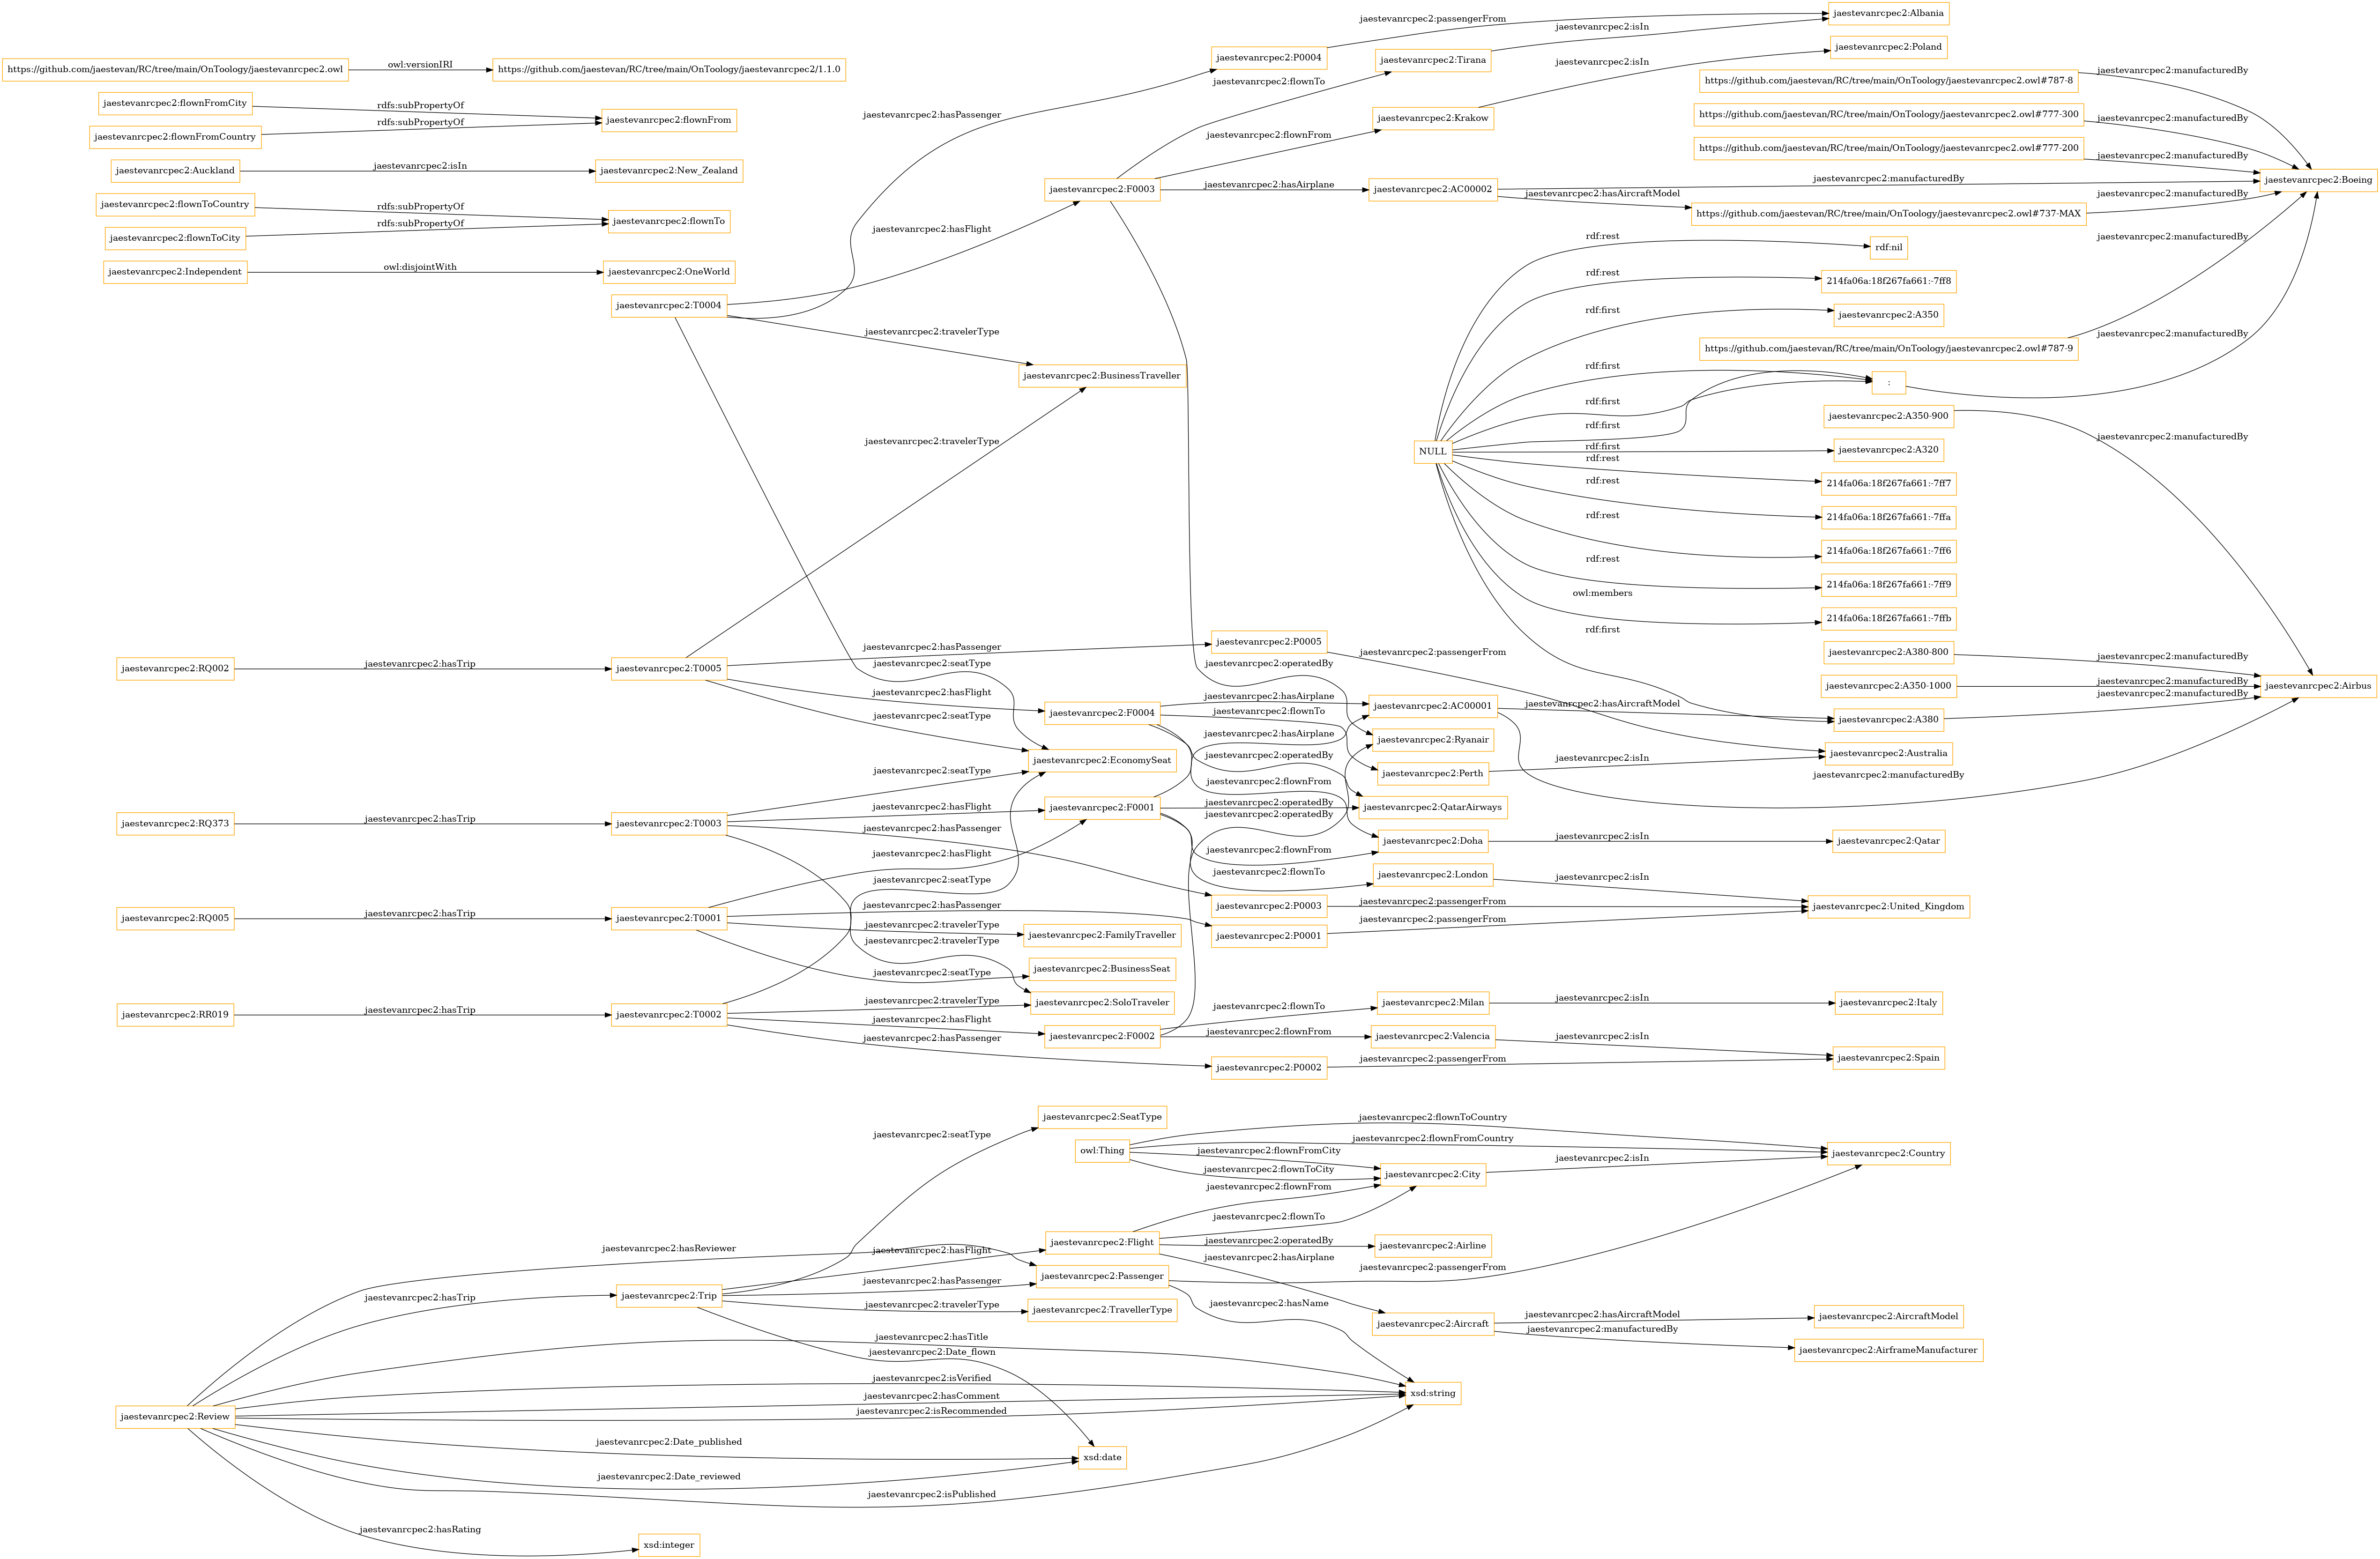 jaestevanrcpec2:Albania
jaestevanrcpec2:passengerFrom
jaestevanrcpec2:isIn
jaestevanrcpec2:Poland
jaestevanrcpec2:P0004
jaestevanrcpec2:Tirana
jaestevanrcpec2:isIn
https://github.com/jaestevan/RC/tree/main/OnToology/jaestevanrcpec2.owl
owl:versionIRI
https://github.com/jaestevan/RC/tree/main/OnToology/jaestevanrcpec2/1.1.0
jaestevanrcpec2:flownTo
https://github.com/jaestevan/RC/tree/main/OnToology/jaestevanrcpec2.owl#787-8
jaestevanrcpec2:manufacturedBy
jaestevanrcpec2:flownFromCity
rdfs:subPropertyOf
jaestevanrcpec2:flownFrom
jaestevanrcpec2:hasPassenger
jaestevanrcpec2:Krakow
https://github.com/jaestevan/RC/tree/main/OnToology/jaestevanrcpec2.owl#777-300
jaestevanrcpec2:manufacturedBy
jaestevanrcpec2:flownFromCountry
rdfs:subPropertyOf
jaestevanrcpec2:flownFrom
https://github.com/jaestevan/RC/tree/main/OnToology/jaestevanrcpec2.owl#777-200
jaestevanrcpec2:manufacturedBy
jaestevanrcpec2:Auckland
jaestevanrcpec2:isIn
jaestevanrcpec2:New_Zealand
jaestevanrcpec2:F0003
jaestevanrcpec2:hasAirplane
jaestevanrcpec2:AC00002
jaestevanrcpec2:manufacturedBy
jaestevanrcpec2:Boeing
jaestevanrcpec2:hasAircraftModel
jaestevanrcpec2:manufacturedBy
https://github.com/jaestevan/RC/tree/main/OnToology/jaestevanrcpec2.owl#737-MAX
jaestevanrcpec2:flownToCountry
rdfs:subPropertyOf
jaestevanrcpec2:flownTo
jaestevanrcpec2:flownToCity
rdfs:subPropertyOf
jaestevanrcpec2:hasFlight
rdf:rest
rdf:nil
jaestevanrcpec2:manufacturedBy
jaestevanrcpec2:Independent
owl:disjointWith
jaestevanrcpec2:OneWorld
rdf:rest
214fa06a:18f267fa661:-7ff8
jaestevanrcpec2:T0004
rdf:first
jaestevanrcpec2:A350
jaestevanrcpec2:travelerType
jaestevanrcpec2:manufacturedBy
https://github.com/jaestevan/RC/tree/main/OnToology/jaestevanrcpec2.owl#787-9
jaestevanrcpec2:BusinessTraveller
rdf:first
:
rdf:first
jaestevanrcpec2:A350-900
rdf:first
jaestevanrcpec2:travelerType
jaestevanrcpec2:manufacturedBy
NULL
rdf:first
jaestevanrcpec2:A320
rdf:rest
214fa06a:18f267fa661:-7ff7
rdf:rest
214fa06a:18f267fa661:-7ffa
rdf:rest
214fa06a:18f267fa661:-7ff6
rdf:rest
214fa06a:18f267fa661:-7ff9
owl:members
214fa06a:18f267fa661:-7ffb
rdf:first
jaestevanrcpec2:P0005
jaestevanrcpec2:passengerFrom
jaestevanrcpec2:A380-800
jaestevanrcpec2:manufacturedBy
jaestevanrcpec2:RQ002
jaestevanrcpec2:hasTrip
jaestevanrcpec2:T0005
jaestevanrcpec2:hasPassenger
jaestevanrcpec2:seatType
jaestevanrcpec2:operatedBy
jaestevanrcpec2:A350-1000
jaestevanrcpec2:manufacturedBy
jaestevanrcpec2:Airbus
jaestevanrcpec2:hasFlight
jaestevanrcpec2:hasAirplane
jaestevanrcpec2:AC00001
jaestevanrcpec2:hasAircraftModel
jaestevanrcpec2:manufacturedBy
jaestevanrcpec2:seatType
jaestevanrcpec2:F0004
jaestevanrcpec2:flownTo
jaestevanrcpec2:A380
jaestevanrcpec2:hasAirplane
jaestevanrcpec2:Ryanair
jaestevanrcpec2:EconomySeat
jaestevanrcpec2:operatedBy
jaestevanrcpec2:Australia
jaestevanrcpec2:seatType
jaestevanrcpec2:flownFrom
jaestevanrcpec2:Perth
jaestevanrcpec2:isIn
jaestevanrcpec2:manufacturedBy
jaestevanrcpec2:hasFlight
jaestevanrcpec2:F0001
jaestevanrcpec2:operatedBy
jaestevanrcpec2:QatarAirways
jaestevanrcpec2:RQ373
jaestevanrcpec2:hasTrip
jaestevanrcpec2:T0003
jaestevanrcpec2:hasPassenger
jaestevanrcpec2:operatedBy
jaestevanrcpec2:hasFlight
jaestevanrcpec2:flownFrom
jaestevanrcpec2:Doha
jaestevanrcpec2:isIn
jaestevanrcpec2:Qatar
jaestevanrcpec2:seatType
jaestevanrcpec2:flownTo
jaestevanrcpec2:London
jaestevanrcpec2:isIn
jaestevanrcpec2:hasPassenger
jaestevanrcpec2:P0003
jaestevanrcpec2:passengerFrom
jaestevanrcpec2:United_Kingdom
jaestevanrcpec2:RQ005
jaestevanrcpec2:hasTrip
jaestevanrcpec2:T0001
jaestevanrcpec2:travelerType
jaestevanrcpec2:FamilyTraveller
jaestevanrcpec2:P0001
jaestevanrcpec2:passengerFrom
jaestevanrcpec2:travelerType
jaestevanrcpec2:seatType
jaestevanrcpec2:BusinessSeat
jaestevanrcpec2:RR019
jaestevanrcpec2:hasTrip
jaestevanrcpec2:T0002
jaestevanrcpec2:travelerType
jaestevanrcpec2:SoloTraveler
jaestevanrcpec2:flownTo
jaestevanrcpec2:Milan
jaestevanrcpec2:isIn
jaestevanrcpec2:Italy
jaestevanrcpec2:hasFlight
jaestevanrcpec2:F0002
jaestevanrcpec2:flownFrom
jaestevanrcpec2:Valencia
jaestevanrcpec2:isIn
jaestevanrcpec2:hasPassenger
jaestevanrcpec2:P0002
jaestevanrcpec2:passengerFrom
jaestevanrcpec2:Spain
jaestevanrcpec2:SeatType
jaestevanrcpec2:seatType
jaestevanrcpec2:flownToCountry
owl:Thing
jaestevanrcpec2:flownFromCountry
jaestevanrcpec2:flownFromCity
jaestevanrcpec2:Country
jaestevanrcpec2:flownToCity
jaestevanrcpec2:City
jaestevanrcpec2:isIn
jaestevanrcpec2:flownFrom
jaestevanrcpec2:flownTo
jaestevanrcpec2:hasReviewer
jaestevanrcpec2:hasFlight
jaestevanrcpec2:Flight
jaestevanrcpec2:operatedBy
jaestevanrcpec2:Airline
jaestevanrcpec2:hasAirplane
jaestevanrcpec2:passengerFrom
jaestevanrcpec2:hasTrip
jaestevanrcpec2:Trip
jaestevanrcpec2:hasPassenger
jaestevanrcpec2:Passenger
jaestevanrcpec2:hasName
jaestevanrcpec2:travelerType
jaestevanrcpec2:TravellerType
jaestevanrcpec2:Aircraft
jaestevanrcpec2:hasAircraftModel
jaestevanrcpec2:AircraftModel
jaestevanrcpec2:manufacturedBy
jaestevanrcpec2:AirframeManufacturer
jaestevanrcpec2:hasTitle
jaestevanrcpec2:Date_flown
jaestevanrcpec2:isVerified
jaestevanrcpec2:hasComment
xsd:string
jaestevanrcpec2:Review
jaestevanrcpec2:isRecommended
jaestevanrcpec2:Date_published
xsd:date
jaestevanrcpec2:Date_reviewed
jaestevanrcpec2:isPublished
jaestevanrcpec2:hasRating
xsd:integer